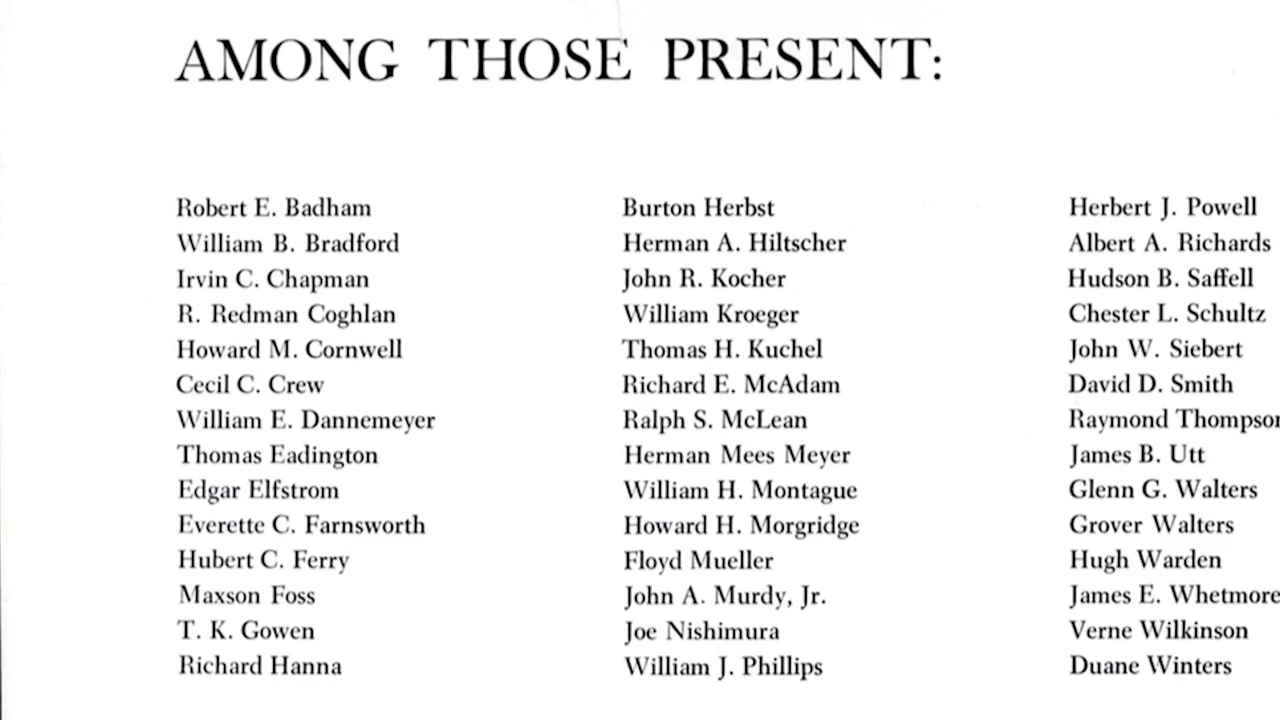 AMONG THOSE PRESENT:
Robert E. Badham
William B. Bradford
Irvin C. Chapman
R. Redman Coghlan
Howard M. Cornwell
Cecil C. Crew
William E. Dannemeyer
Thomas Eadington
Edgar Elfstrom
Everette C. Farnsworth
Hubert C. Ferry
Maxson Foss
T. K. Gowen
Richard Hanna
Burton Herbst
Herman A. Hiltscher
John R. Kocher
William Kroeger
Thomas H. Kuchel
Richard E. McAdam
Ralph S. McLean
Herman Mees Meyer
William H. Montague
Howard H. Morgridge
Floyd Mueller
John A. Murdy, Jr.
Joe Nishimura
William J. Phillips
Herbert J. Powell
Albert A. Richards
Hudson B. Saffell
Chester L. Schultz
John W. Siebert
David D. Smith
Raymond Thompson
James B. Utt
Glenn G. Walters
Grover Walters
Hugh Warden
James E. Whetmore
Verne Wilkinson
Duane Winters